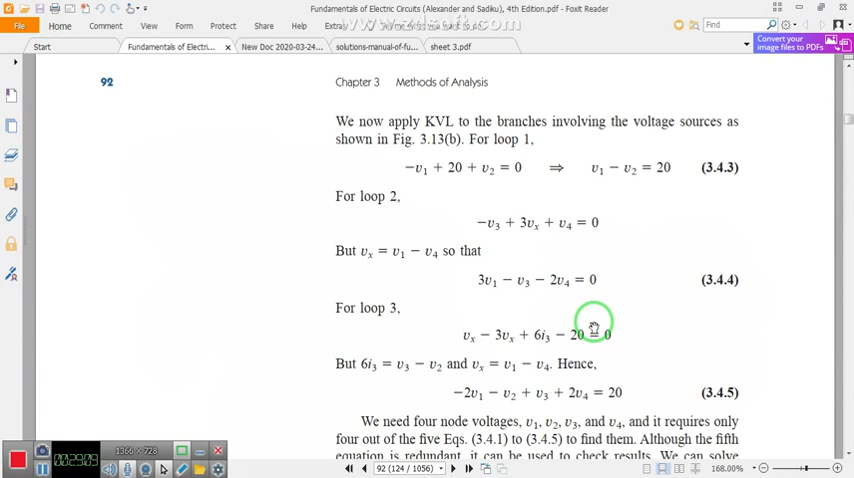 Fundamentals of Electric Circuits (Alexander and Sadiku), 4th Edition.pdf - Foxit Reader
File Home Comment View Form Protect Share Help Extras Find
Convert your
image files to PDFs
Start Fundamentals of Electri... New Doc 2020-03-24... solutions-manual-of-fu... sheet 3.pdf
92 Chapter 3 Methods of Analysis
We now apply KVL to the branches involving the voltage sources as
shown in Fig. 3.13(b). For loop 1,
−v₁ + 20 + v₂ = 0 ⇒ v₁ − v₂ = 20 (3.4.3)
For loop 2,
−v₃ + 3vₓ + v₄ = 0
But vₓ = v₁ − v₄ so that
3v₁ − v₃ − 2v₄ = 0 (3.4.4)
For loop 3,
vₓ − 3vₓ + 6i₃ − 20 = 0
But 6i₃ = v₃ − v₂ and vₓ = v₁ − v₄. Hence,
−2v₁ − v₂ + v₃ + 2v₄ = 20 (3.4.5)
We need four node voltages, v₁, v₂, v₃, and v₄, and it requires only
four out of the five Eqs. (3.4.1) to (3.4.5) to find them. Although the fifth
equation is redundant, it can be used to check results. We can solve
1366 x 728
00:23:09
92 (124 / 1056) 168.00%